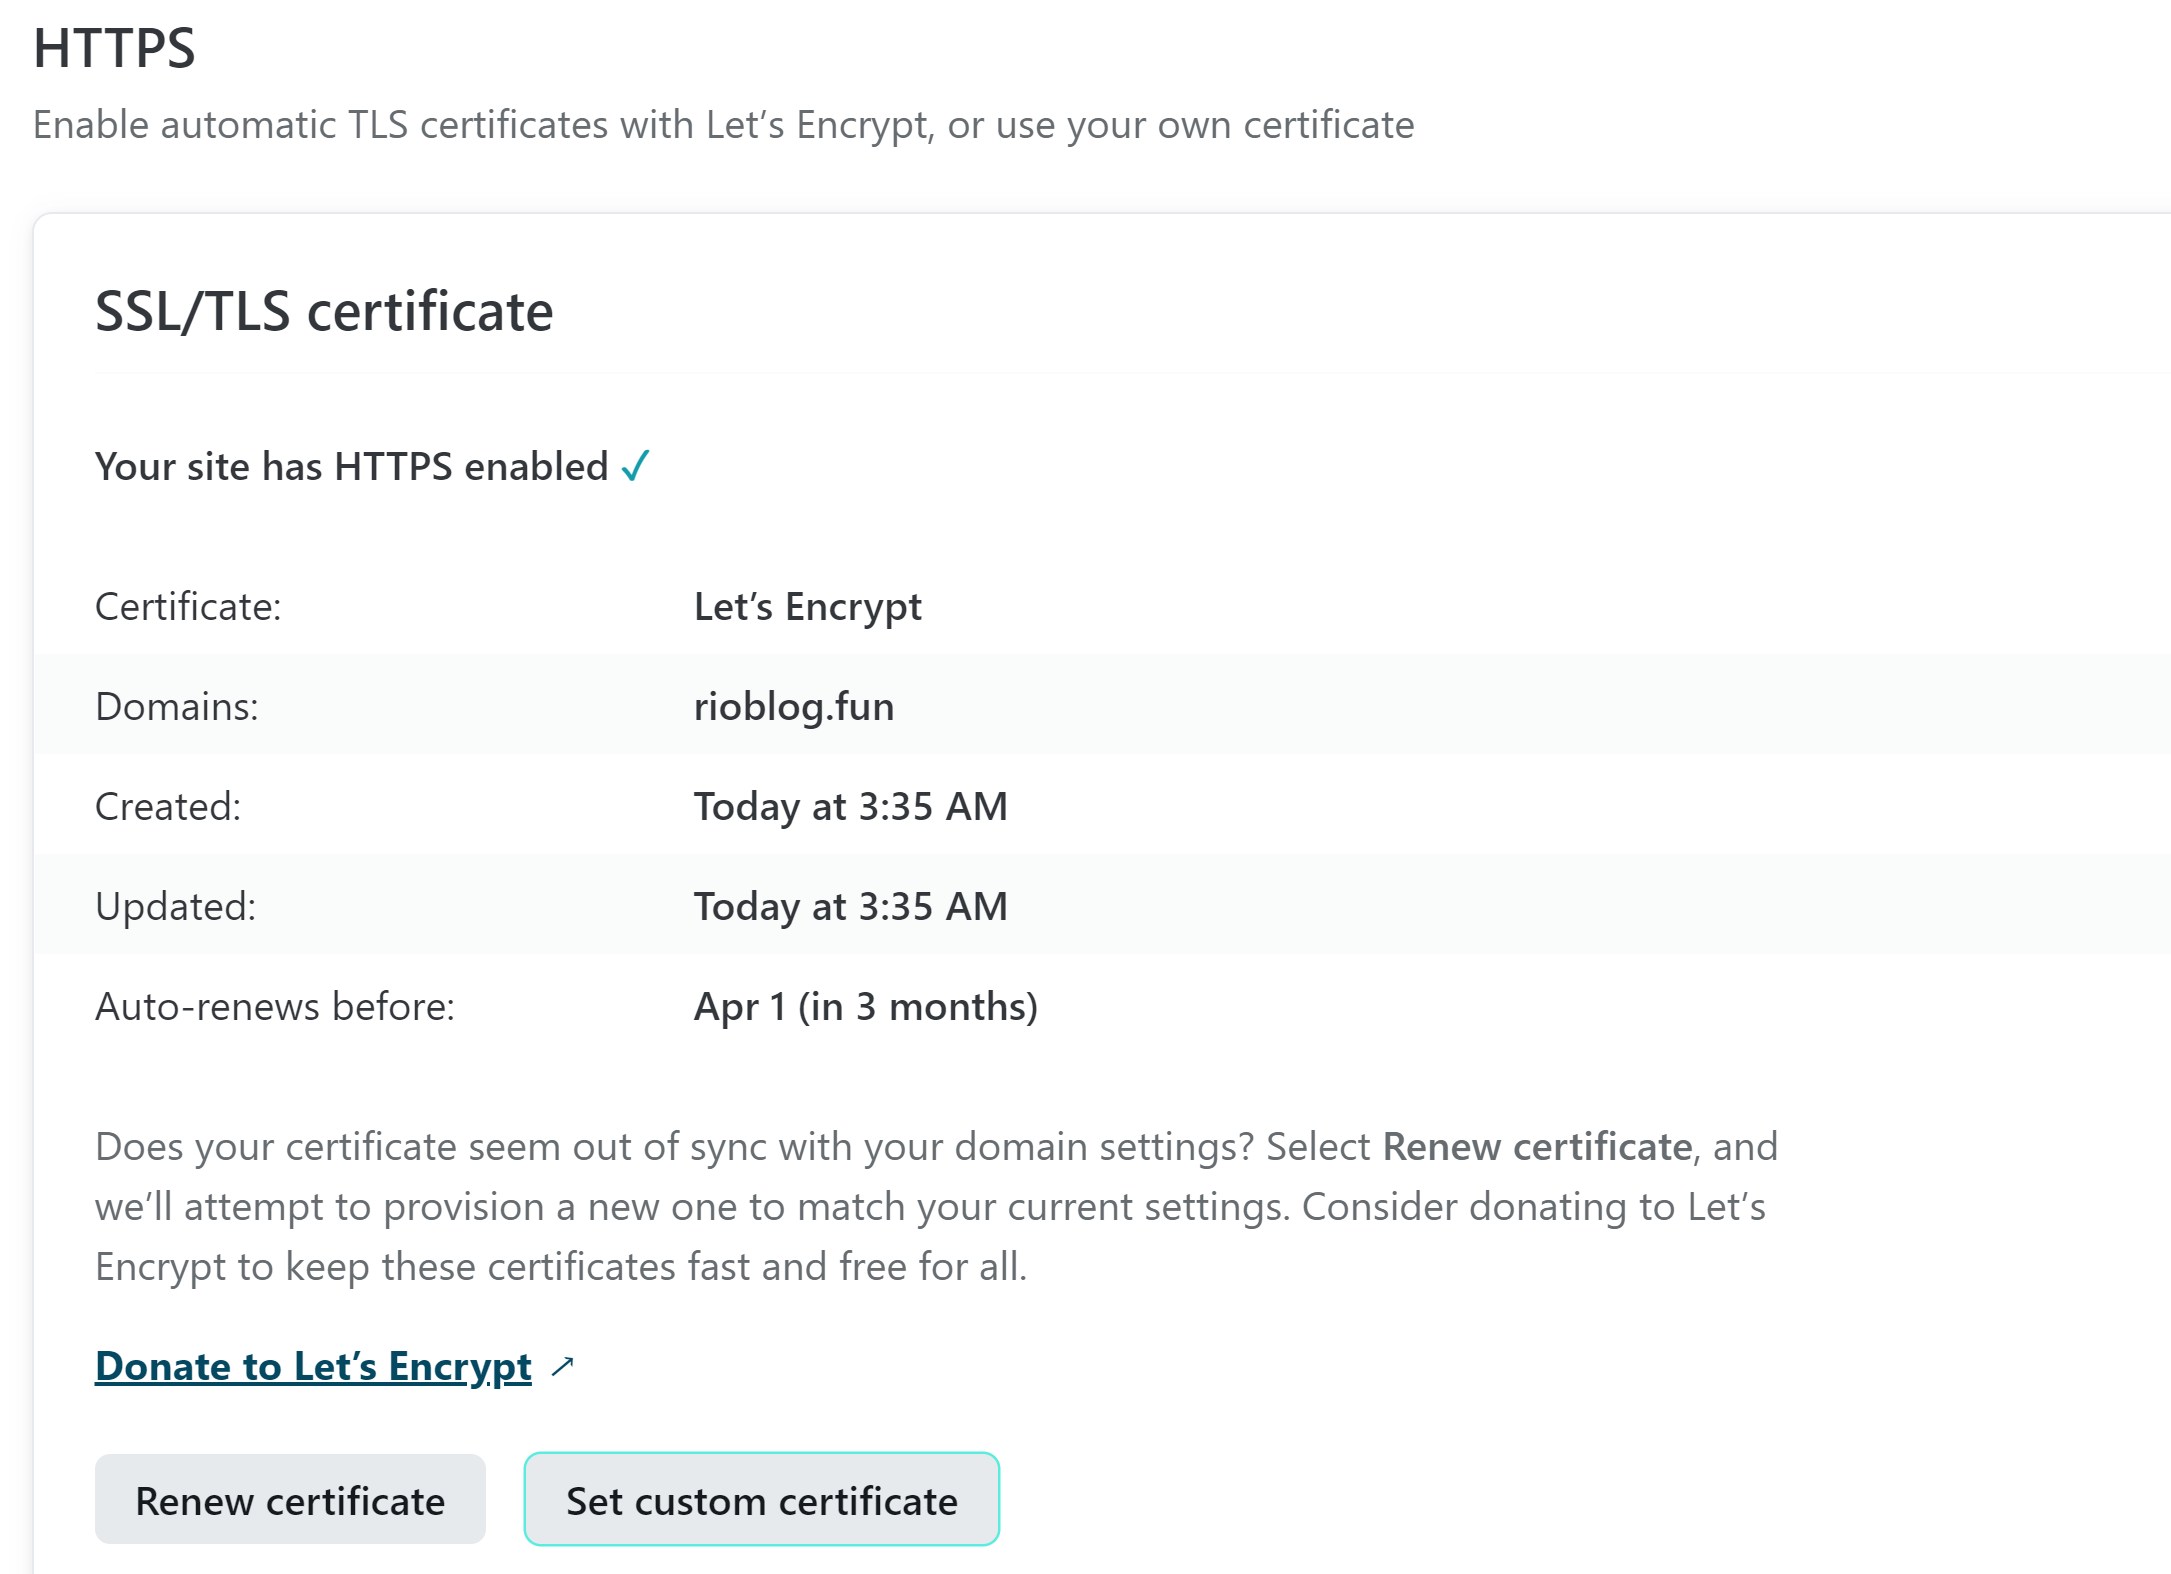 HTTPS
Enable automatic TLS certificates with Let’s Encrypt, or use your own certificate
SSL/TLS certificate
Your site has HTTPS enabled ✓
Certificate: Let’s Encrypt
Domains: rioblog.fun
Created: Today at 3:35 AM
Updated: Today at 3:35 AM
Auto-renews before: Apr 1 (in 3 months)
Does your certificate seem out of sync with your domain settings? Select Renew certificate, and
we’ll attempt to provision a new one to match your current settings. Consider donating to Let’s
Encrypt to keep these certificates fast and free for all.
Donate to Let’s Encrypt ↗
Renew certificate Set custom certificate